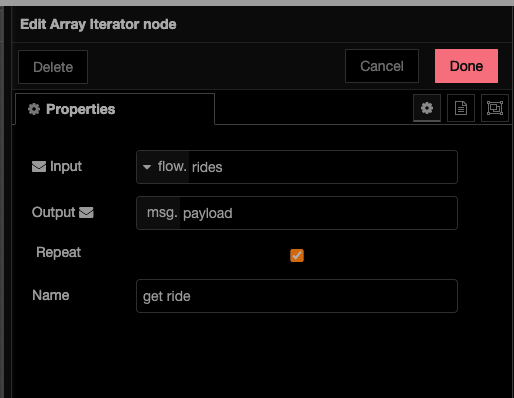 Edit Array Iterator node
Delete
Cancel
Done
Properties
Input
flow. rides
Output
msg. payload
Repeat
Name
get ride